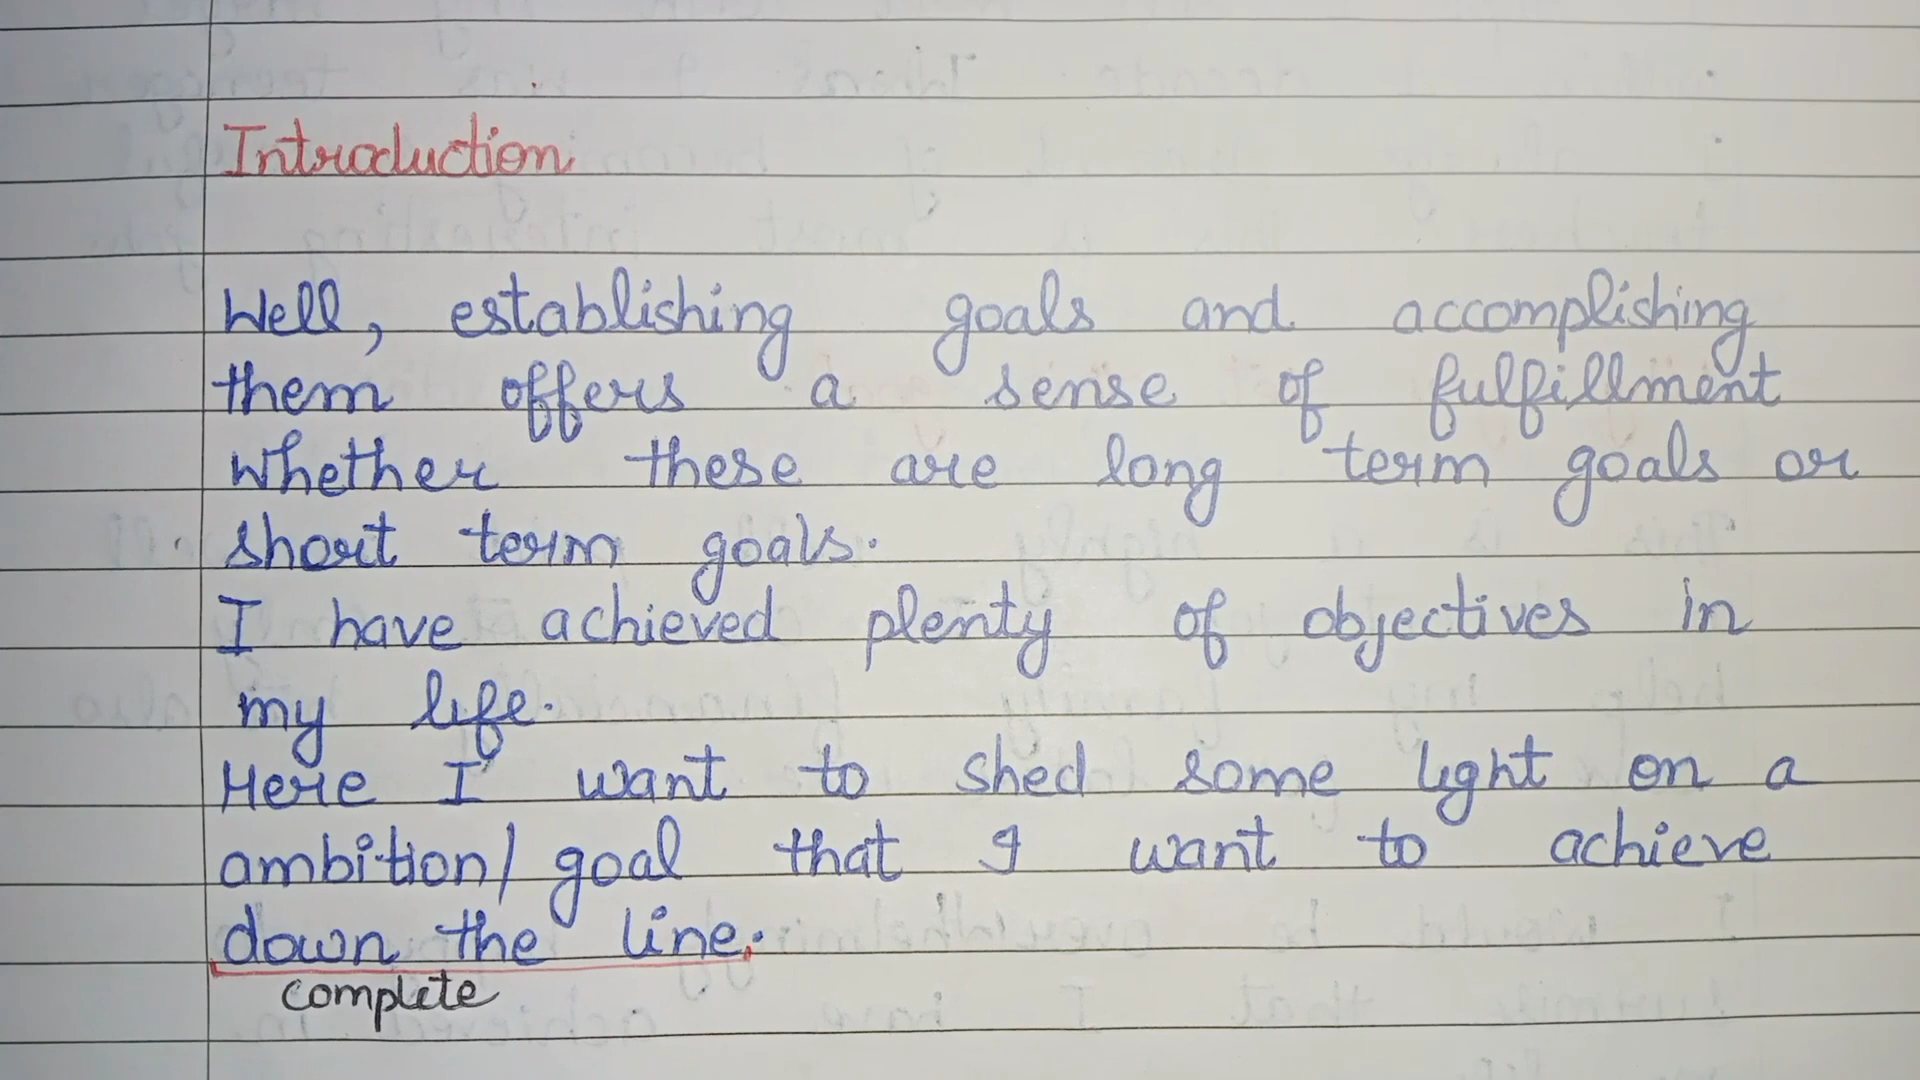 Introduction
Well, establishing goals and accomplishing
them offers a sense of fulfillment
whether these are long term goals or
short term goals.
I have achieved plenty of objectives in
my life.
Here I want to shed some light on a
ambition/ goal that I want to achieve
down the line.
complete